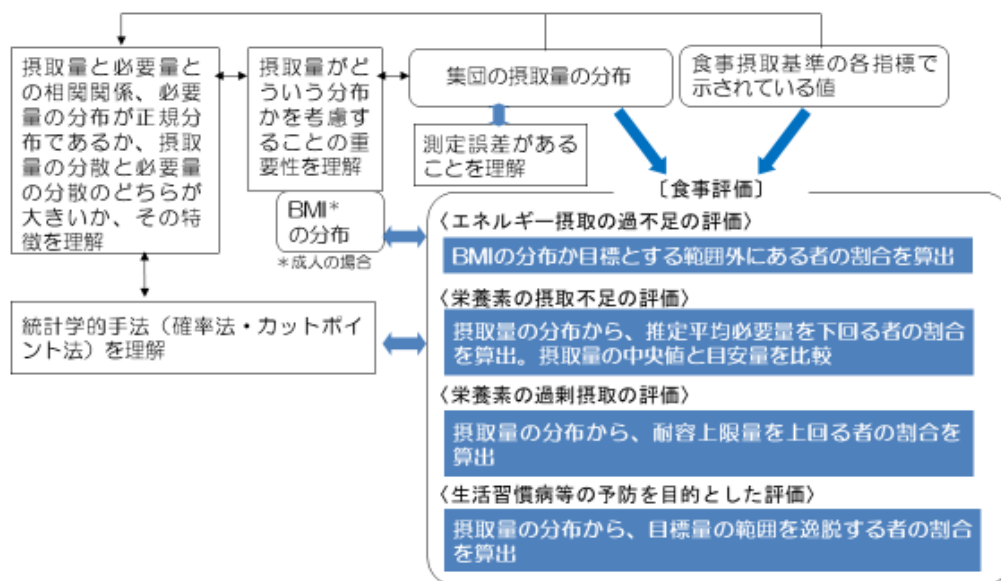 摂取量と必要量と
の相関関係、必要
量の分布が正規分
布であるか、摂取
量の分散と必要量
の分散のどちらが
大きいか、その特
徴を理解
摂取量がど
ういう分布
かを考慮す
ることの重
要性を理解
集団の摂取量の分布
食事摂取基準の各指標で
示されている値
測定誤差がある
ことを理解
BMI*
の分布
*成人の場合
統計学的手法（確率法・カットポイ
ント法）を理解
〔食事評価〕
〈エネルギー摂取の過不足の評価〉
BMIの分布か目標とする範囲外にある者の割合を算出
〈栄養素の摂取不足の評価〉
摂取量の分布から、推定平均必要量を下回る者の割合
を算出。摂取量の中央値と目安量を比較
〈栄養素の過剰摂取の評価〉
摂取量の分布から、耐容上限量を上回る者の割合を
算出
〈生活習慣病等の予防を目的とした評価〉
摂取量の分布から、目標量の範囲を逸脱する者の割合
を算出